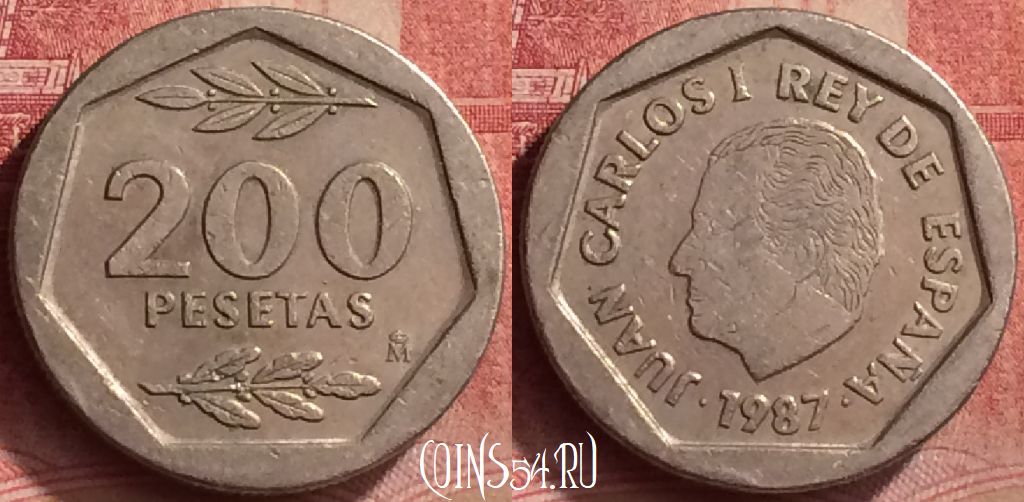 200
PESETAS
M
JUAN CARLOS I REY DE ESPAÑA
· 1987 ·
COINS54.RU